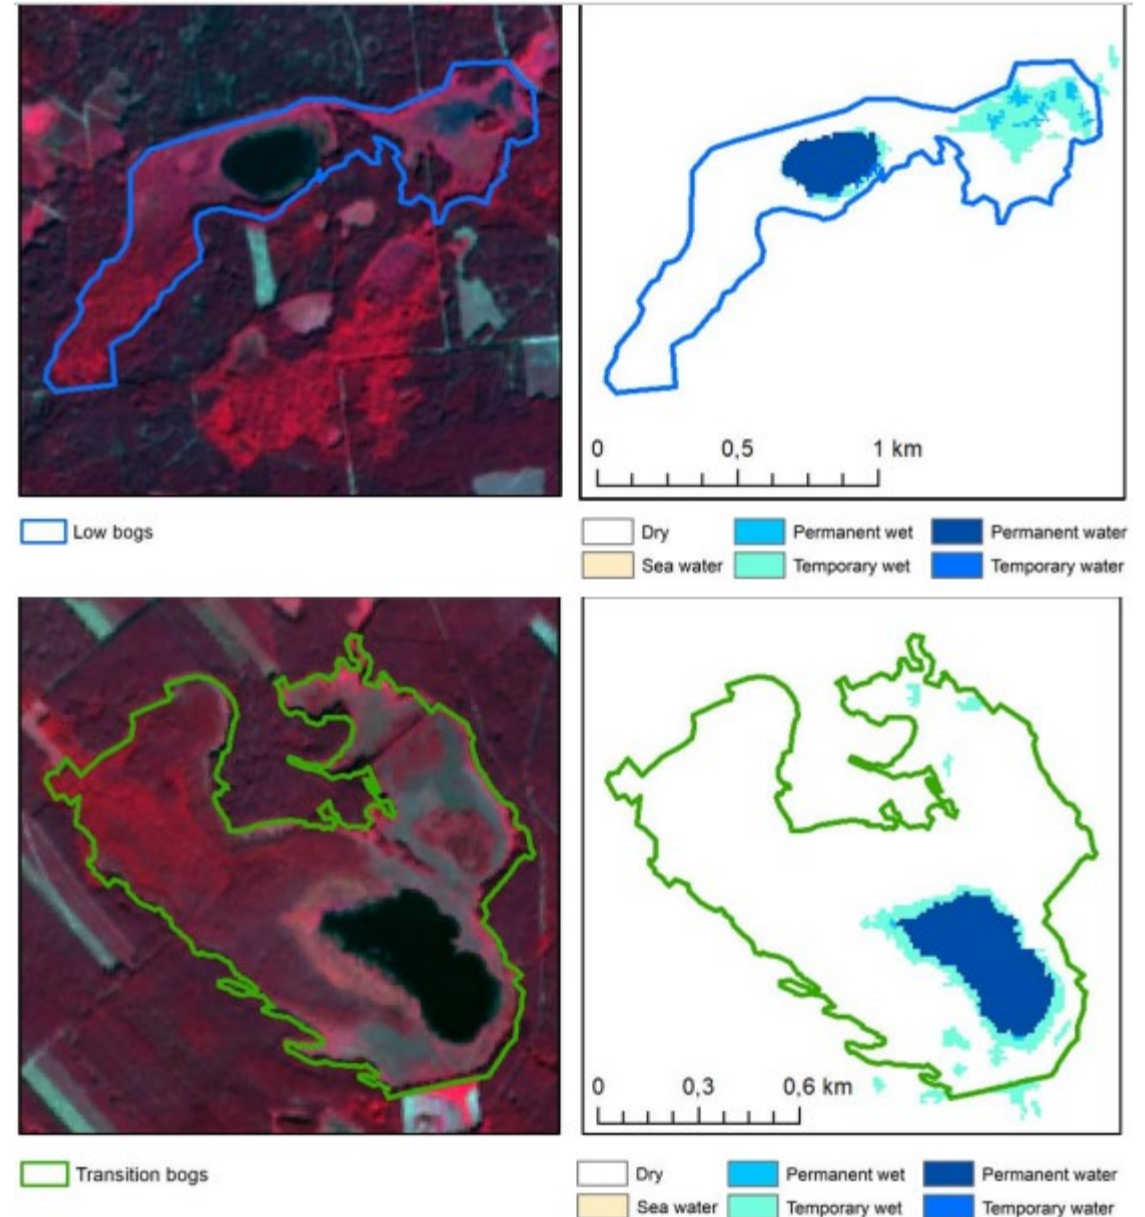 0 0,5 1 km
Low bogs
Dry Permanent wet Permanent water
Sea water Temporary wet Temporary water
0 0,3 0,6 km
Transition bogs
Dry Permanent wet Permanent water
Sea water Temporary wet Temporary water